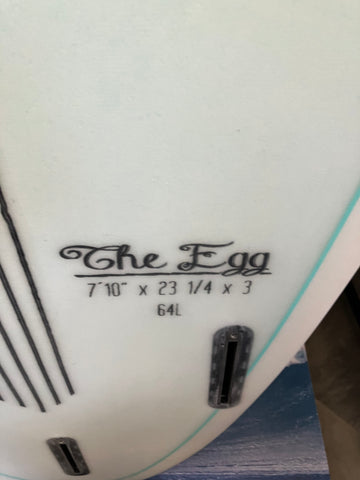 The Egg
7'10" x 23 1/4 x 3
64L